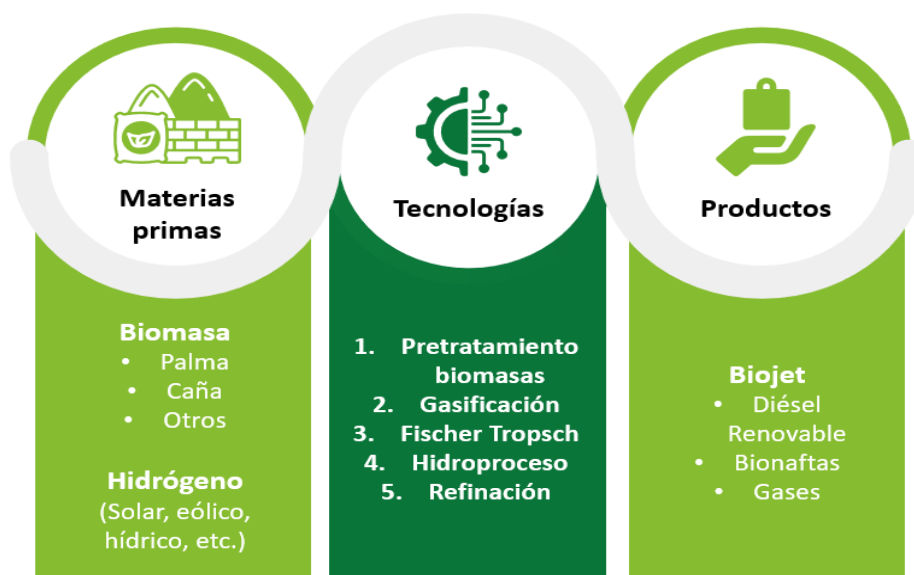 Materias
primas
Biomasa
• Palma
• Caña
• Otros
Hidrógeno
(Solar, eólico,
hídrico, etc.)
Tecnologías
1. Pretratamiento
biomasas
2. Gasificación
3. Fischer Tropsch
4. Hidroproceso
5. Refinación
Productos
Biojet
• Diésel
Renovable
• Bionaftas
• Gases